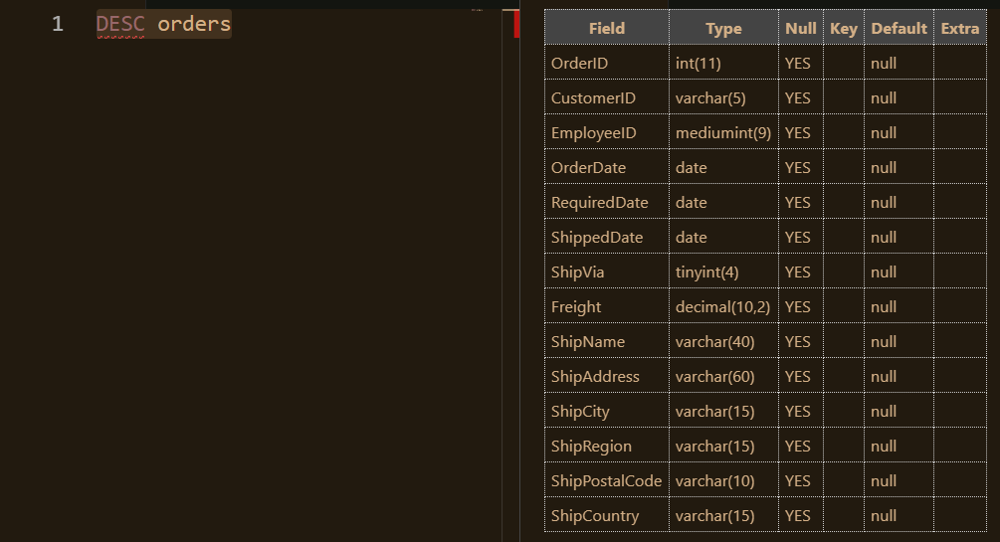 1 DESC orders
Field Type Null Key Default Extra
OrderID int(11) YES null
CustomerID varchar(5) YES null
EmployeeID mediumint(9) YES null
OrderDate date YES null
RequiredDate date YES null
ShippedDate date YES null
ShipVia tinyint(4) YES null
Freight decimal(10,2) YES null
ShipName varchar(40) YES null
ShipAddress varchar(60) YES null
ShipCity varchar(15) YES null
ShipRegion varchar(15) YES null
ShipPostalCode varchar(10) YES null
ShipCountry varchar(15) YES null